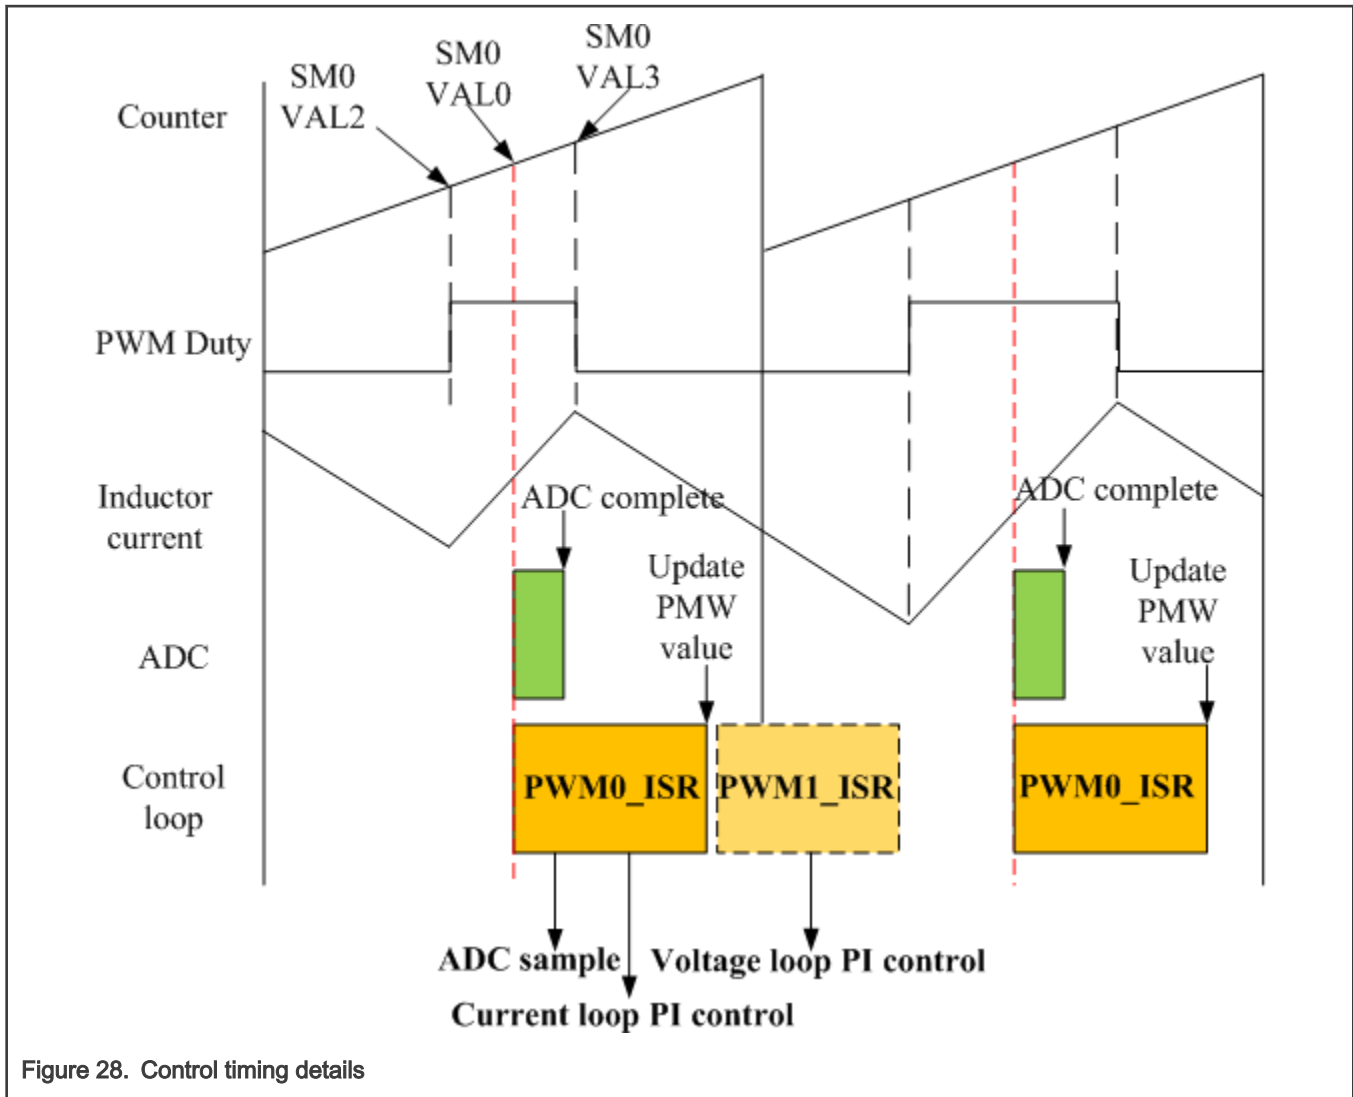 SM0
VAL2
SM0
VAL0
SM0
VAL3
Counter
PWM Duty
Inductor
current
ADC complete
ADC complete
Update
PMW
value
Update
PMW
value
ADC
Control
loop
PWM0_ISR
PWM1_ISR
PWM0_ISR
ADC sample
Voltage loop PI control
Current loop PI control
Figure 28. Control timing details